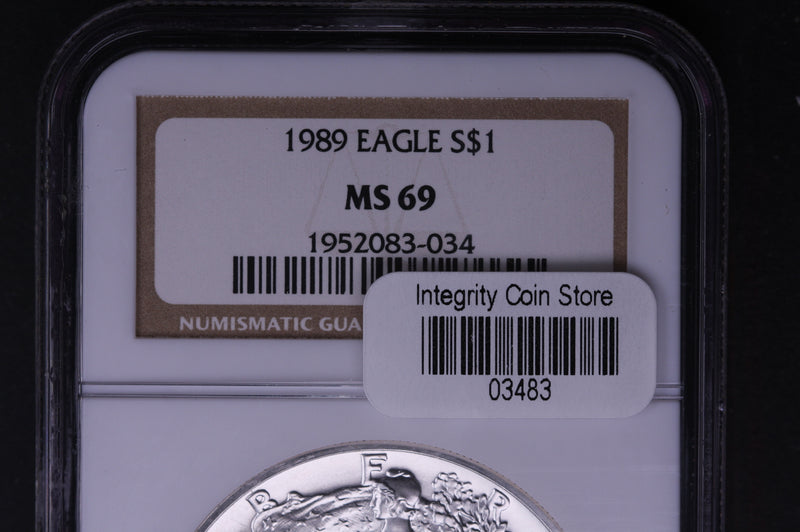 1989 EAGLE S$1
MS 69
1952083-034
NUMISMATIC GUA
Integrity Coin Store
03483
B E R